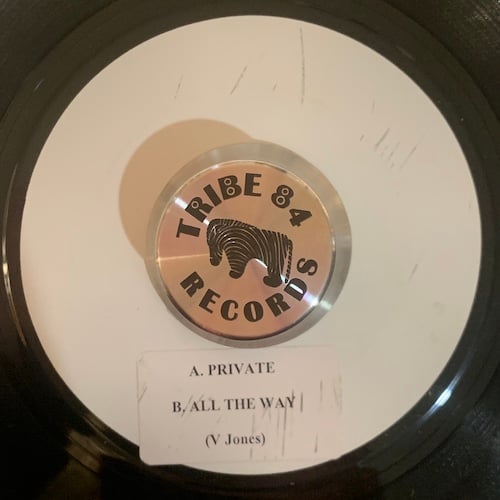 TRIBE 84
RECORDS
A. PRIVATE
B. ALL THE WAY
(V Jones)